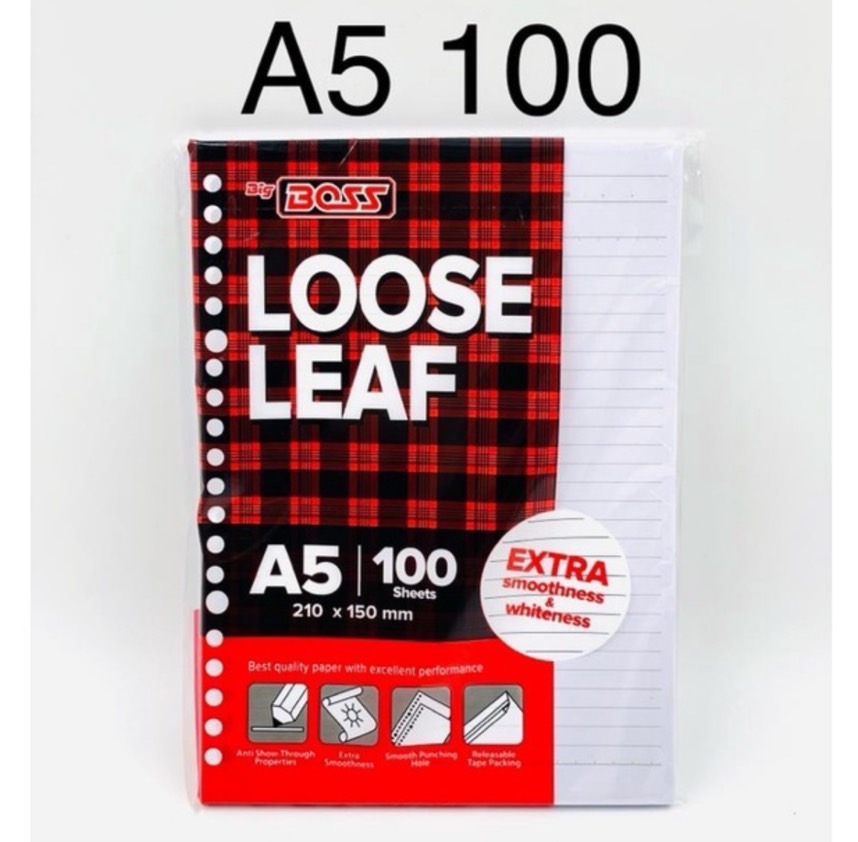 A5 100
Big BOSS
LOOSE
LEAF
A5 | 100
Sheets
210 x 150 mm
EXTRA
smoothness
&
whiteness
Best quality paper with excellent performance
Anti Show-Through
Properties
Extra
Smoothness
Smooth Punching
Hole
Releasable
Tape Packing